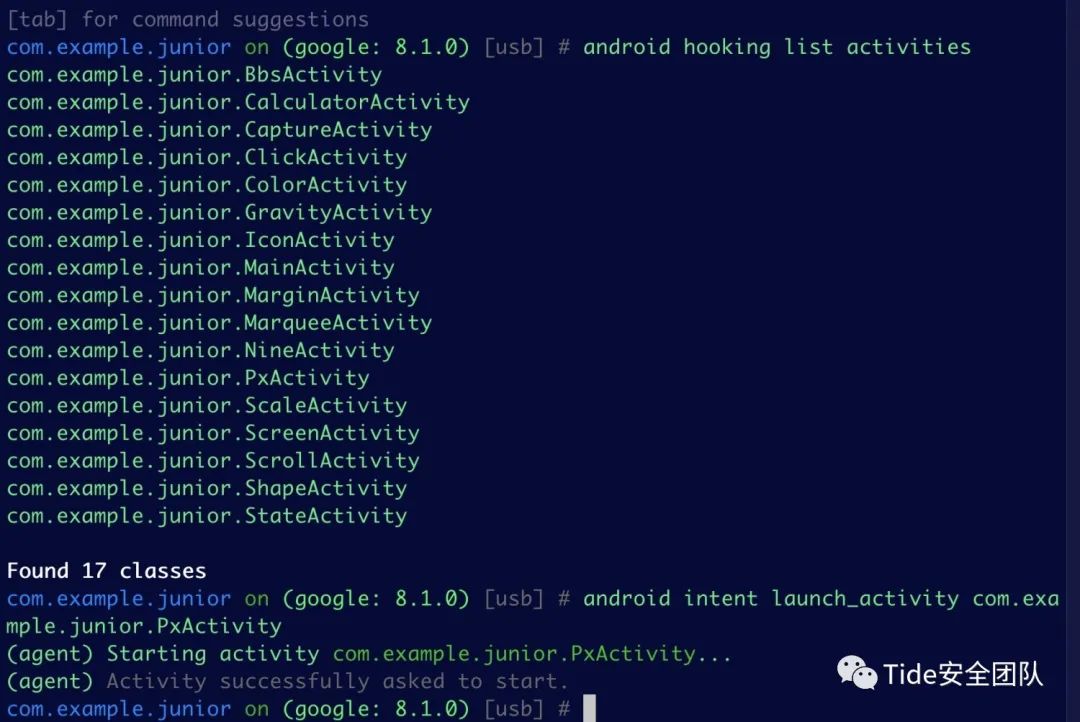 [tab] for command suggestions
com.example.junior on (google: 8.1.0) [usb] # android hooking list activities
com.example.junior.BbsActivity
com.example.junior.CalculatorActivity
com.example.junior.CaptureActivity
com.example.junior.ClickActivity
com.example.junior.ColorActivity
com.example.junior.GravityActivity
com.example.junior.IconActivity
com.example.junior.MainActivity
com.example.junior.MarginActivity
com.example.junior.MarqueeActivity
com.example.junior.NineActivity
com.example.junior.PxActivity
com.example.junior.ScaleActivity
com.example.junior.ScreenActivity
com.example.junior.ScrollActivity
com.example.junior.ShapeActivity
com.example.junior.StateActivity
Found 17 classes
com.example.junior on (google: 8.1.0) [usb] # android intent launch_activity com.exa
mple.junior.PxActivity
(agent) Starting activity com.example.junior.PxActivity...
(agent) Activity successfully asked to start.
com.example.junior on (google: 8.1.0) [usb] #
Tide安全团队